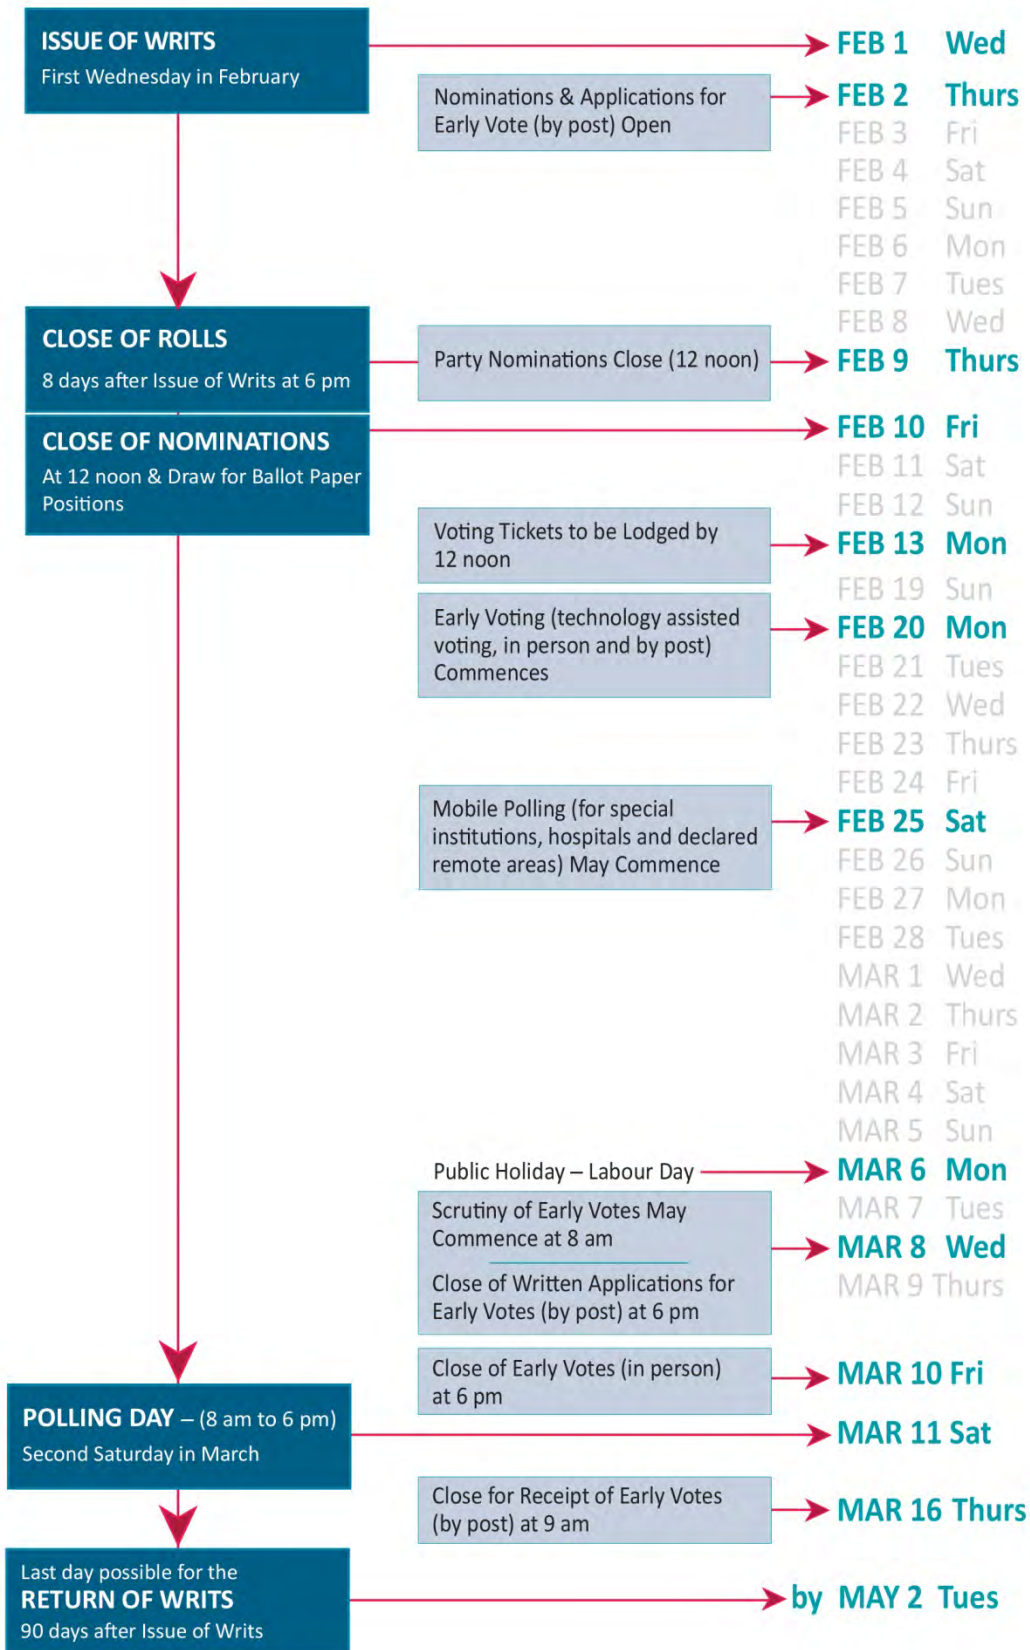 ISSUE OF WRITS
First Wednesday in February
FEB 1 Wed
Nominations & Applications for
Early Vote (by post) Open
FEB 2 Thurs
FEB 3 Fri
FEB 4 Sat
FEB 5 Sun
FEB 6 Mon
FEB 7 Tues
FEB 8 Wed
CLOSE OF ROLLS
8 days after Issue of Writs at 6 pm
Party Nominations Close (12 noon)
FEB 9 Thurs
CLOSE OF NOMINATIONS
At 12 noon & Draw for Ballot Paper
Positions
FEB 10 Fri
FEB 11 Sat
FEB 12 Sun
Voting Tickets to be Lodged by
12 noon
FEB 13 Mon
FEB 19 Sun
Early Voting (technology assisted
voting, in person and by post)
Commences
FEB 20 Mon
FEB 21 Tues
FEB 22 Wed
FEB 23 Thurs
FEB 24 Fri
Mobile Polling (for special
institutions, hospitals and declared
remote areas) May Commence
FEB 25 Sat
FEB 26 Sun
FEB 27 Mon
FEB 28 Tues
MAR 1 Wed
MAR 2 Thurs
MAR 3 Fri
MAR 4 Sat
MAR 5 Sun
Public Holiday – Labour Day
MAR 6 Mon
MAR 7 Tues
Scrutiny of Early Votes May
Commence at 8 am
Close of Written Applications for
Early Votes (by post) at 6 pm
MAR 8 Wed
MAR 9 Thurs
Close of Early Votes (in person)
at 6 pm
MAR 10 Fri
POLLING DAY – (8 am to 6 pm)
Second Saturday in March
MAR 11 Sat
Close for Receipt of Early Votes
(by post) at 9 am
MAR 16 Thurs
Last day possible for the
RETURN OF WRITS
90 days after Issue of Writs
by MAY 2 Tues